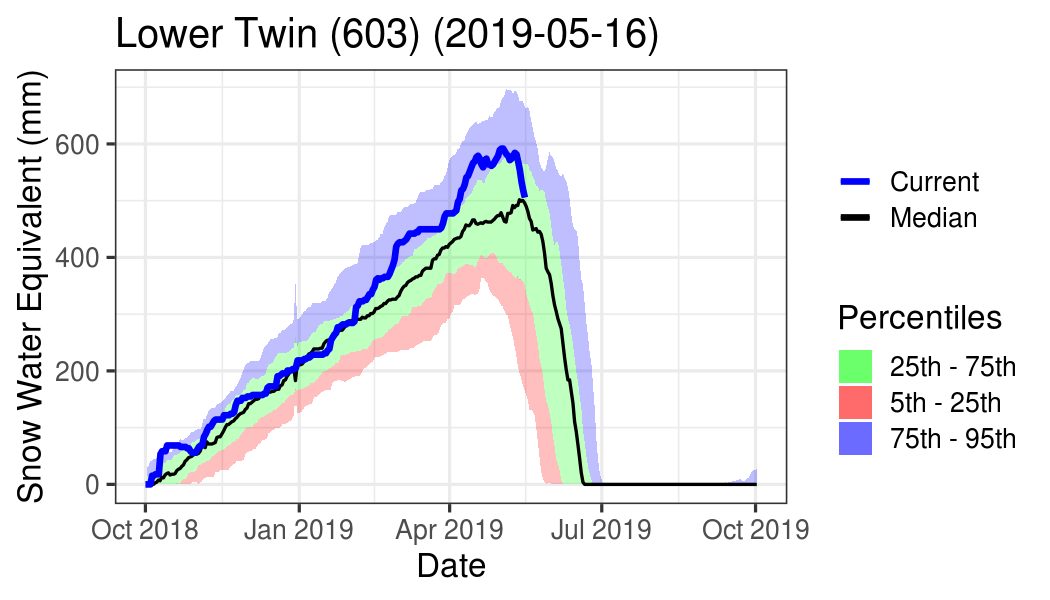 Lower Twin (603) (2019-05-16)
Snow Water Equivalent (mm)
600
400
200
0
Oct 2018
Jan 2019
Apr 2019
Jul 2019
Oct 2019
Date
Current
Median
Percentiles
25th - 75th
5th - 25th
75th - 95th